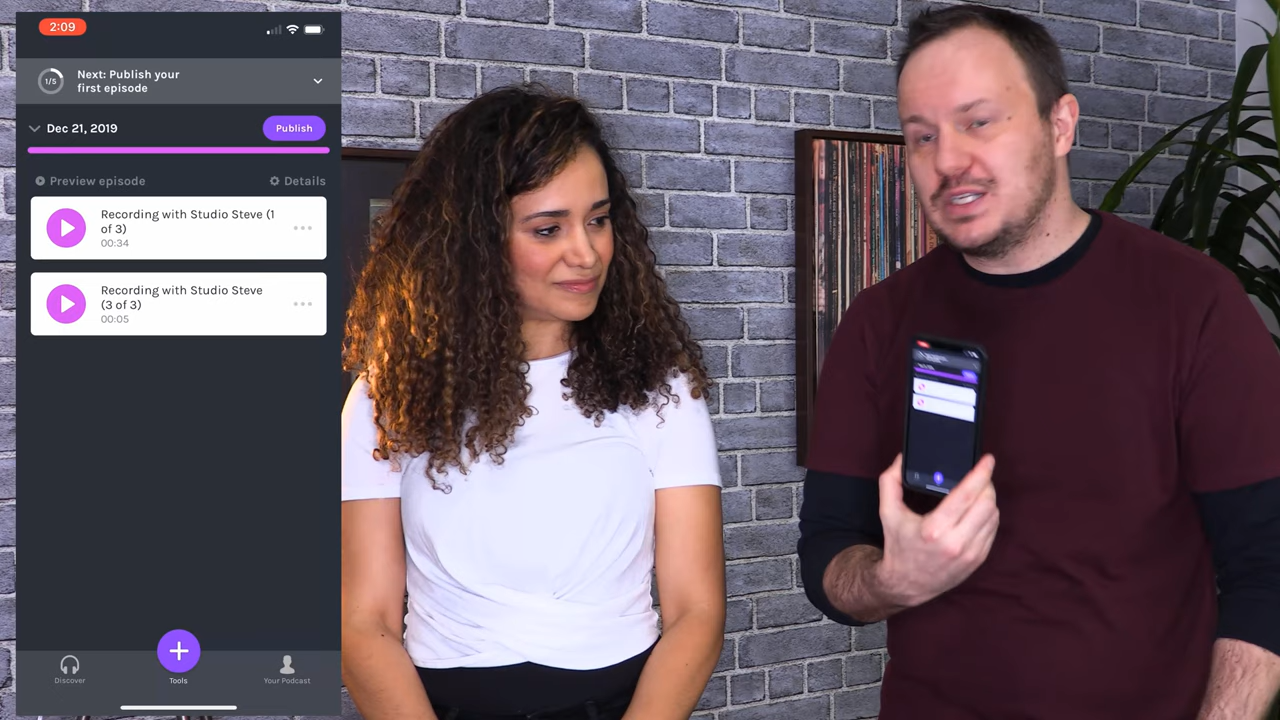 2:09
1/5
Next: Publish your
first episode
Dec 21, 2019
Publish
Preview episode
Details
Recording with Studio Steve (1
of 3)
00:34
Recording with Studio Steve
(3 of 3)
00:05
Discover
Tools
Your Podcast